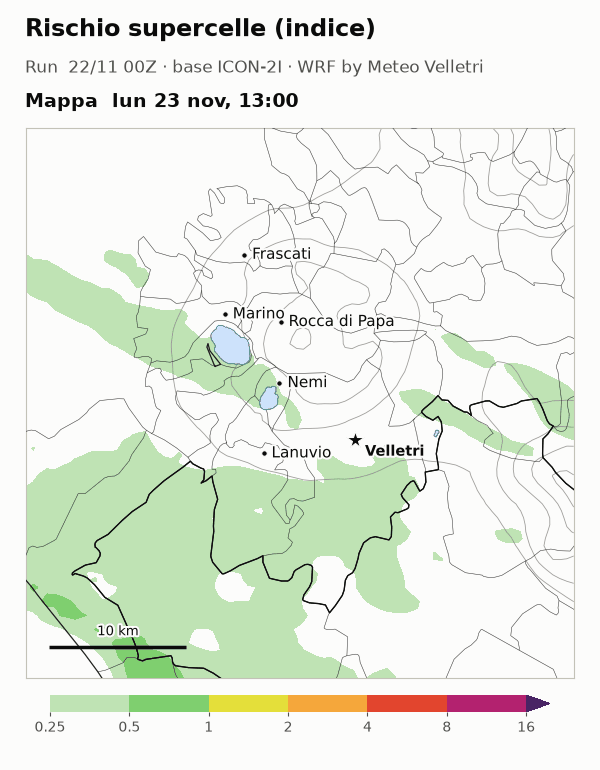 Rischio supercelle (indice)
Run  22/11 00Z · base ICON-2I · WRF by Meteo Velletri
Mappa  lun 23 nov, 13:00
Frascati
Marino
Rocca di Papa
Nemi
Velletri
Lanuvio
10 km
0.25 0.5 1 2 4 8 16